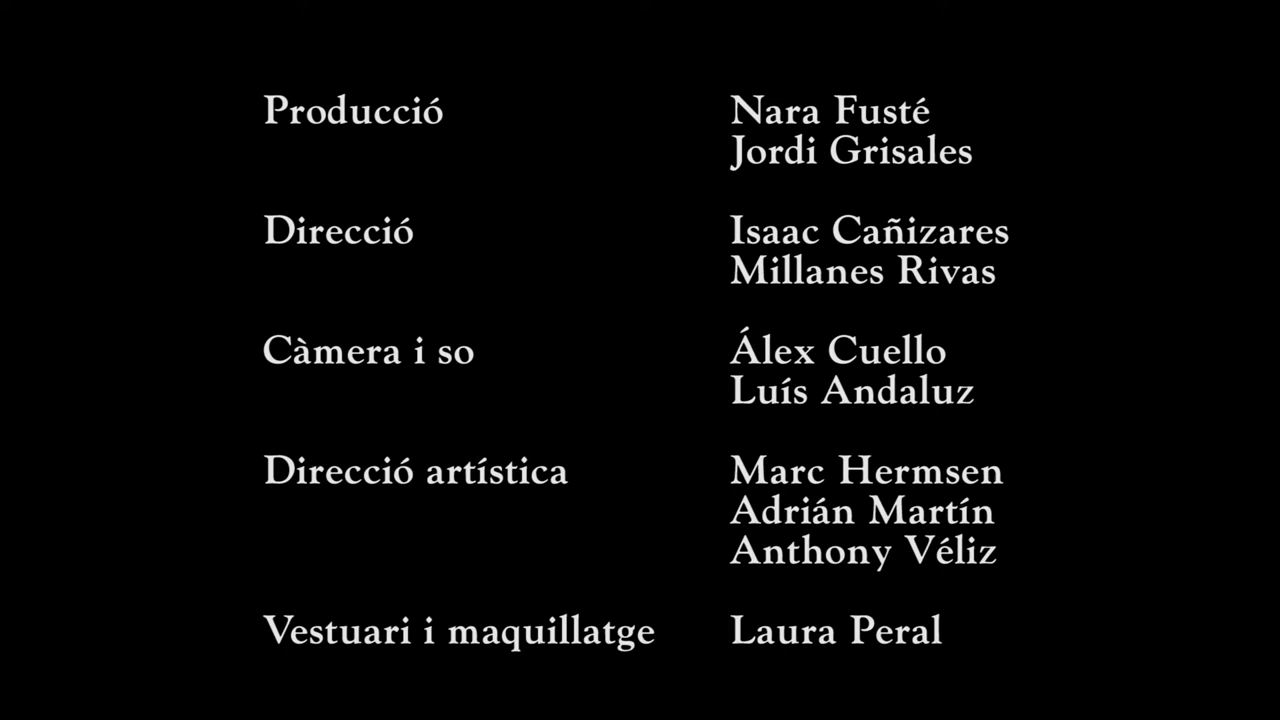 Producció Nara Fusté
Jordi Grisales
Direcció Isaac Cañizares
Millanes Rivas
Càmera i so Álex Cuello
Luís Andaluz
Direcció artística Marc Hermsen
Adrián Martín
Anthony Véliz
Vestuari i maquillatge Laura Peral